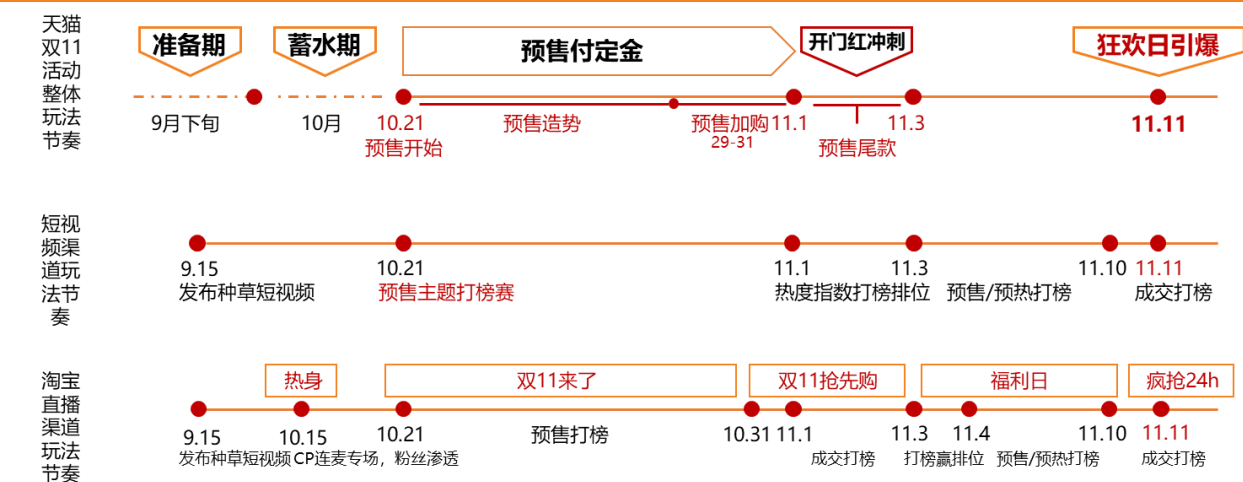 天猫
双11
活动
整体
玩法
节奏
准备期
蓄水期
预售付定金
开门红冲刺
狂欢日引爆
9月下旬
10月
10.21
预售开始
预售造势
预售加购
29-31
11.1
预售尾款
11.3
11.11
短视
频渠
道玩
法节
奏
9.15
发布种草短视频
10.21
预售主题打榜赛
11.1
热度指数打榜排位
11.3
预售/预热打榜
11.10
11.11
成交打榜
淘宝
直播
渠道
玩法
节奏
热身
双11来了
双11抢先购
福利日
疯抢24h
9.15
发布种草短视频
10.15
CP连麦专场，粉丝渗透
10.21
预售打榜
10.31
11.1
成交打榜
11.3
打榜赢排位
11.4
预售/预热打榜
11.10
11.11
成交打榜